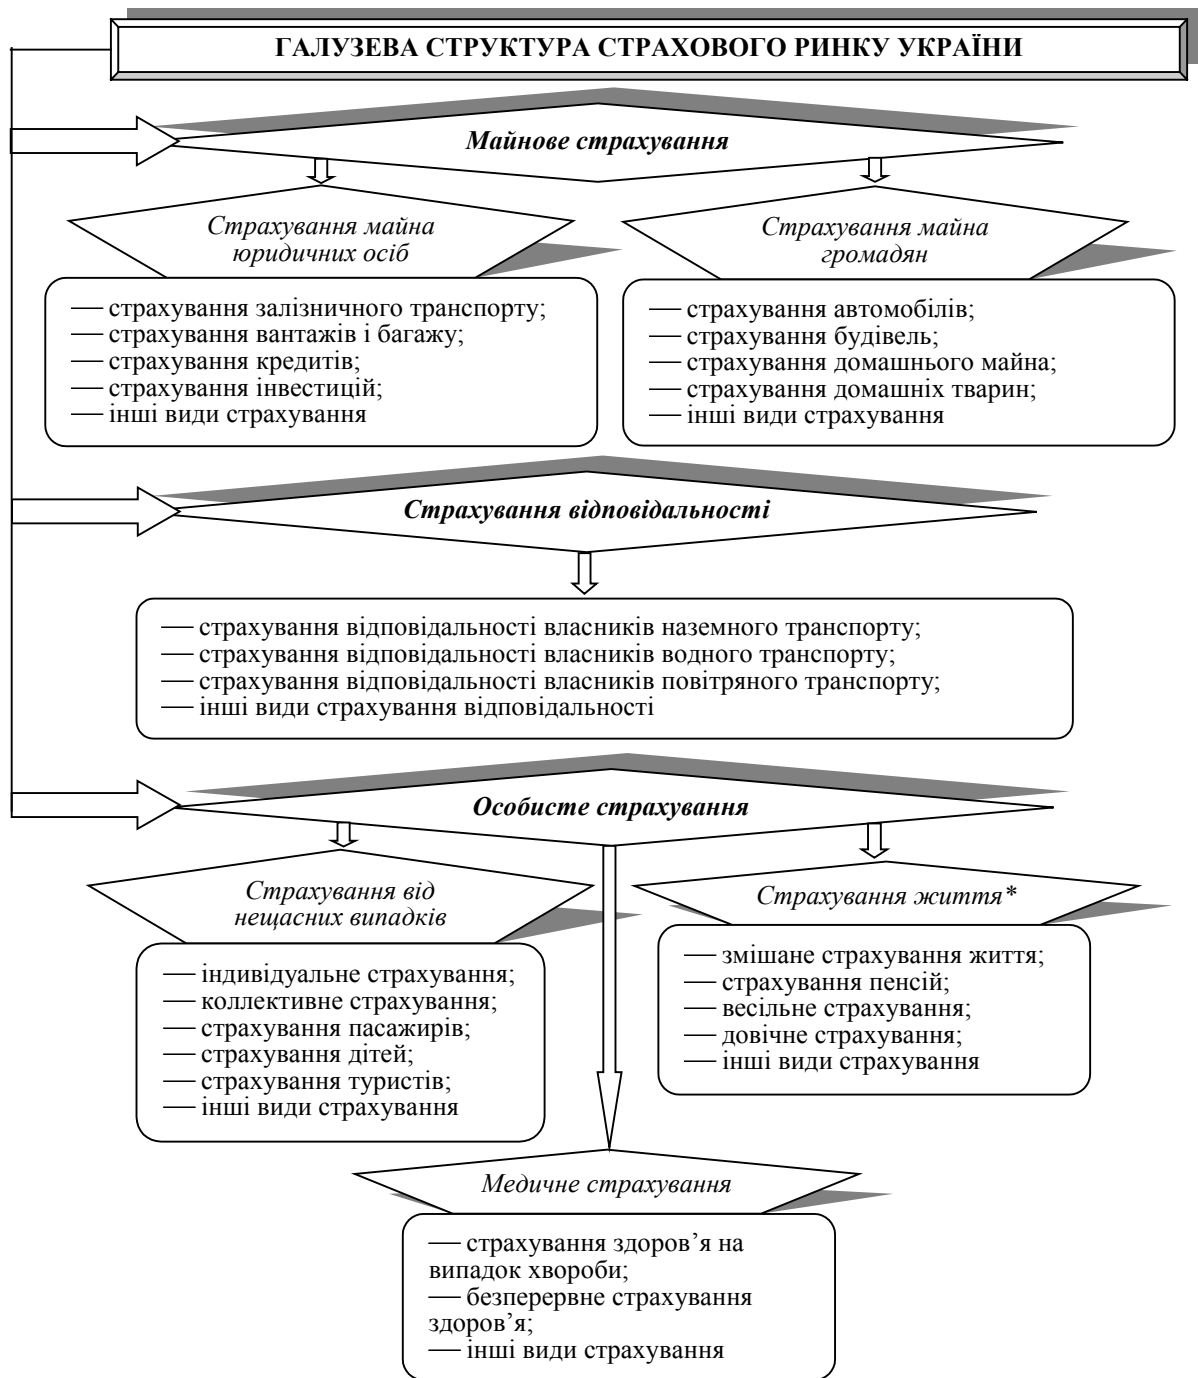 ГАЛУЗЕВА СТРУКТУРА СТРАХОВОГО РИНКУ УКРАЇНИ
Майнове страхування
Страхування майна
юридичних осіб
— страхування залізничного транспорту;
— страхування вантажів і багажу;
— страхування кредитів;
— страхування інвестицій;
— інші види страхування
Страхування майна
громадян
— страхування автомобілів;
— страхування будівель;
— страхування домашнього майна;
— страхування домашніх тварин;
— інші види страхування
Страхування відповідальності
— страхування відповідальності власників наземного транспорту;
— страхування відповідальності власників водного транспорту;
— страхування відповідальності власників повітряного транспорту;
— інші види страхування відповідальності
Особисте страхування
Страхування від
нещасних випадків
— індивідуальне страхування;
— коллективне страхування;
— страхування пасажирів;
— страхування дітей;
— страхування туристів;
— інші види страхування
Страхування життя*
— змішане страхування життя;
— страхування пенсій;
— весільне страхування;
— довічне страхування;
— інші види страхування
Медичне страхування
— страхування здоров’я на
випадок хвороби;
— безперервне страхування
здоров’я;
— інші види страхування